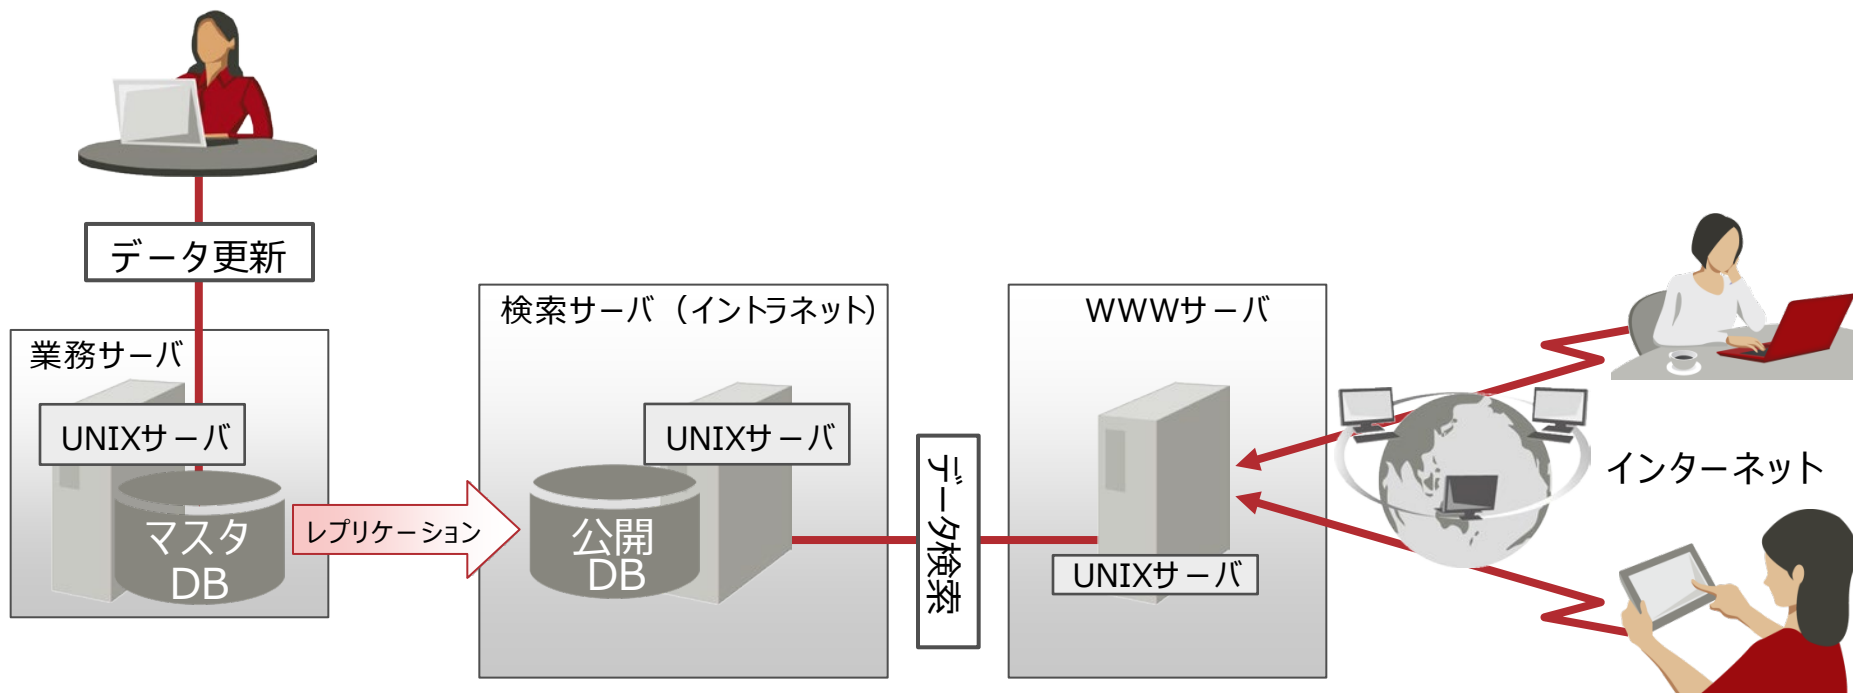 データ更新
業務サーバ
UNIXサーバ
マスタ
DB
レプリケーション
検索サーバ（イントラネット）
UNIXサーバ
公開
DB
データ検索
WWWサーバ
UNIXサーバ
インターネット